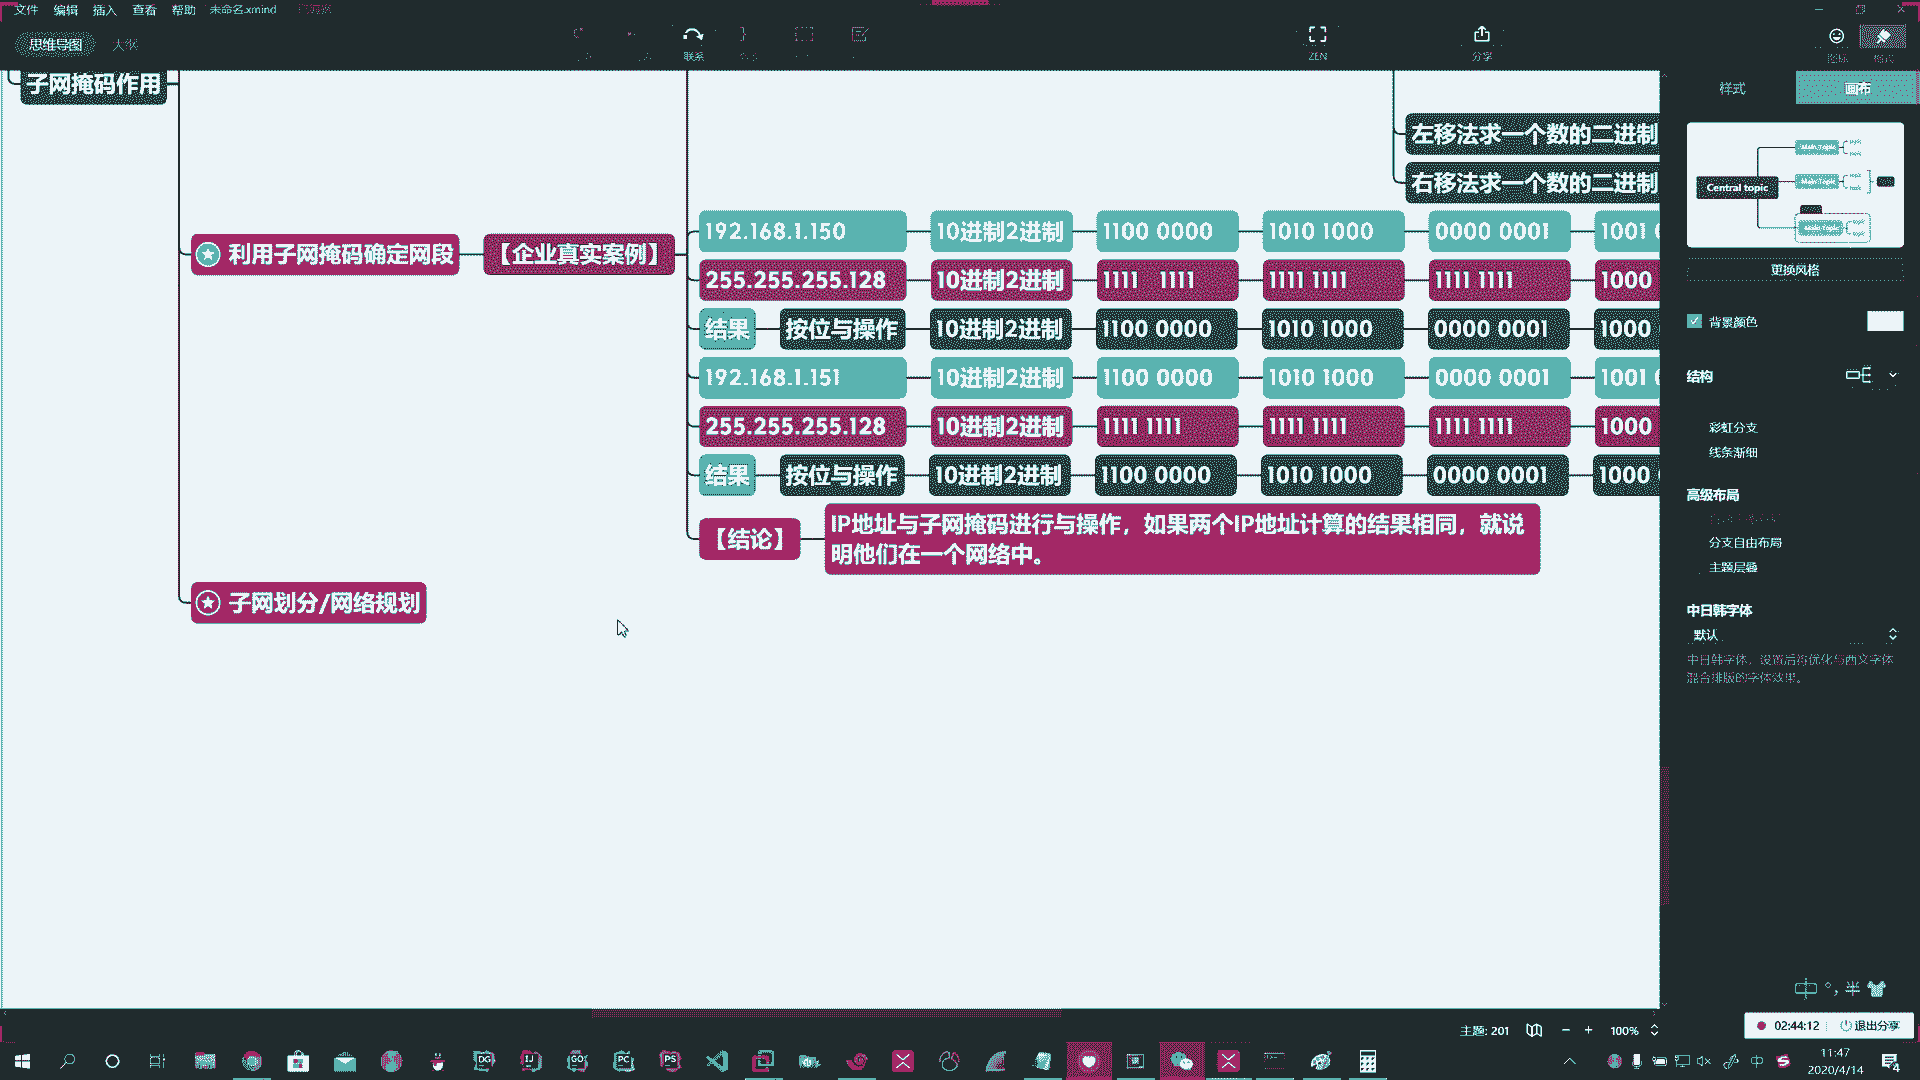 文件 编辑 插入 查看 帮助 未命名.xmind
思维导图 大纲
联系
ZEN
分享
样式 画布
子网掩码作用
左移法求一个数的二进制
右移法求一个数的二进制
利用子网掩码确定网段
【企业真实案例】
192.168.1.150 10进制2进制 1100 0000 1010 1000 0000 0001 1001
255.255.255.128 10进制2进制 1111 1111 1111 1111 1111 1111 1000
结果 按位与操作 10进制2进制 1100 0000 1010 1000 0000 0001 1000
192.168.1.151 10进制2进制 1100 0000 1010 1000 0000 0001 1001
255.255.255.128 10进制2进制 1111 1111 1111 1111 1111 1111 1000
结果 按位与操作 10进制2进制 1100 0000 1010 1000 0000 0001 1000
【结论】
IP地址与子网掩码进行与操作，如果两个IP地址计算的结果相同，就说
明他们在一个网络中。
子网划分/网络规划
Central topic
Main Topic
Main Topic
Main Topic
更换风格
背景颜色
结构
彩虹分支
线条渐细
高级布局
分支自由布局
主题层叠
中日韩字体
默认
中日韩字体，设置后将优化与西文字体
混合排版的字体效果。
中 °, 半
主题: 201
100%
02:44:12 退出分享
DG IJ GO PC PS
中
11:47
2020/4/14